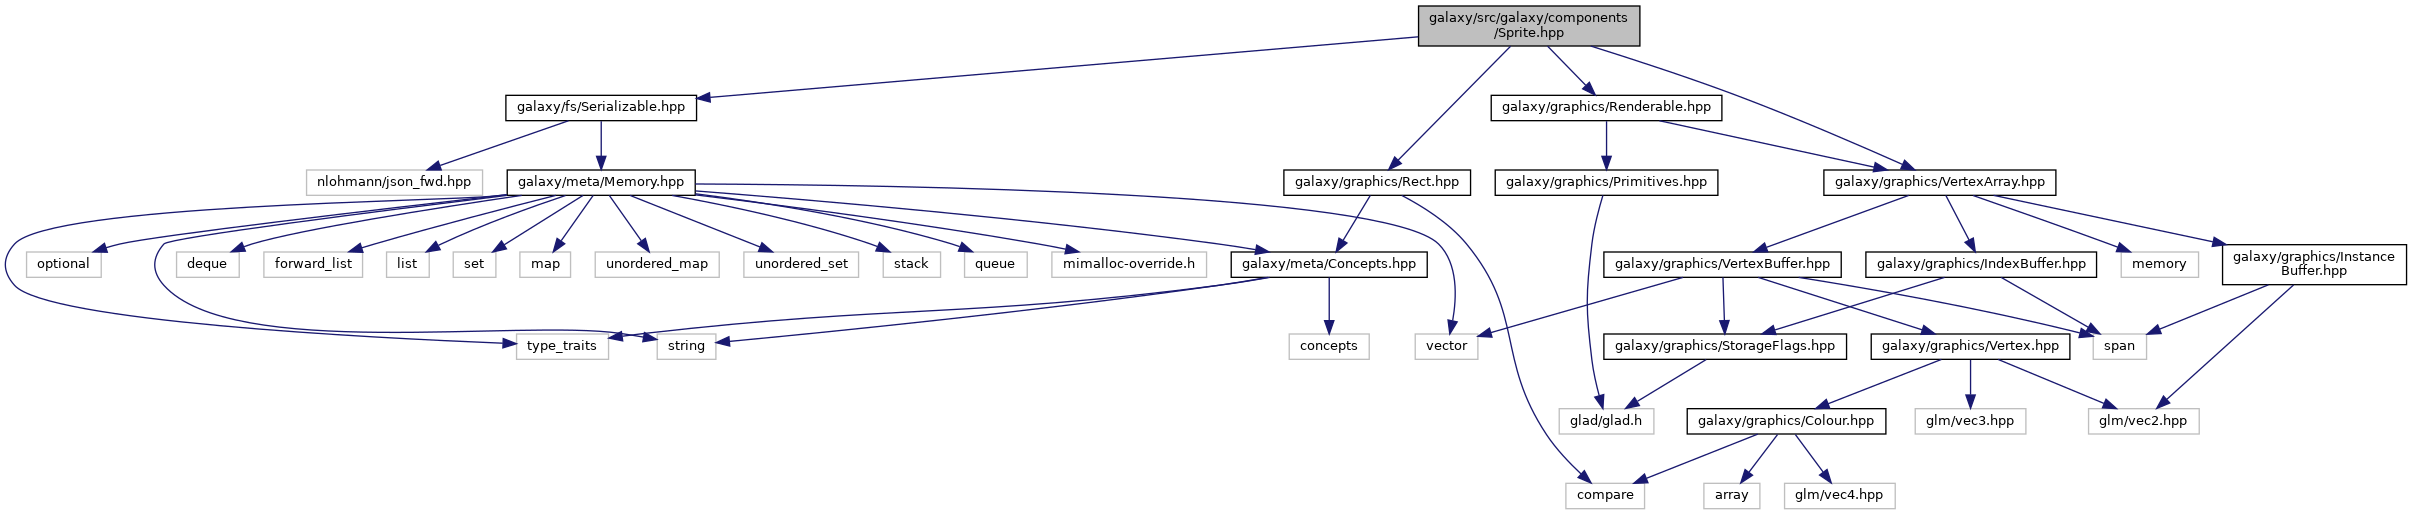 galaxy/src/galaxy/components
/Sprite.hpp
galaxy/fs/Serializable.hpp
galaxy/graphics/Renderable.hpp
nlohmann/json_fwd.hpp
galaxy/meta/Memory.hpp
galaxy/graphics/Rect.hpp
galaxy/graphics/Primitives.hpp
galaxy/graphics/VertexArray.hpp
optional
deque
forward_list
list
set
map
unordered_map
unordered_set
stack
queue
mimalloc-override.h
galaxy/meta/Concepts.hpp
galaxy/graphics/VertexBuffer.hpp
galaxy/graphics/IndexBuffer.hpp
memory
galaxy/graphics/Instance
Buffer.hpp
type_traits
string
concepts
vector
galaxy/graphics/StorageFlags.hpp
galaxy/graphics/Vertex.hpp
span
glad/glad.h
galaxy/graphics/Colour.hpp
glm/vec3.hpp
glm/vec2.hpp
compare
array
glm/vec4.hpp